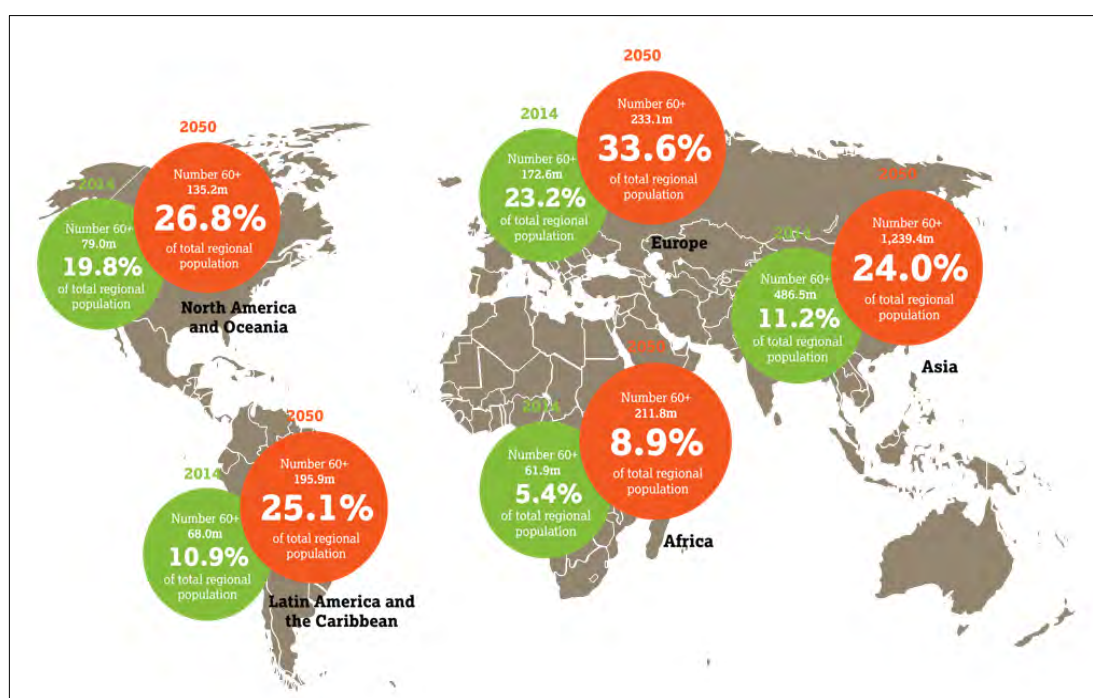 2014
Number 60+
79.0m
19.8%
of total regional
population
2050
Number 60+
135.2m
26.8%
of total regional
population
North America
and Oceania
2014
Number 60+
172.6m
23.2%
of total regional
population
2050
Number 60+
233.1m
33.6%
of total regional
population
Europe
2014
Number 60+
486.5m
11.2%
of total regional
population
2050
Number 60+
1,239.4m
24.0%
of total regional
population
Asia
2014
Number 60+
68.0m
10.9%
of total regional
population
2050
Number 60+
195.9m
25.1%
of total regional
population
Latin America and
the Caribbean
2014
Number 60+
61.9m
5.4%
of total regional
population
2050
Number 60+
211.8m
8.9%
of total regional
population
Africa